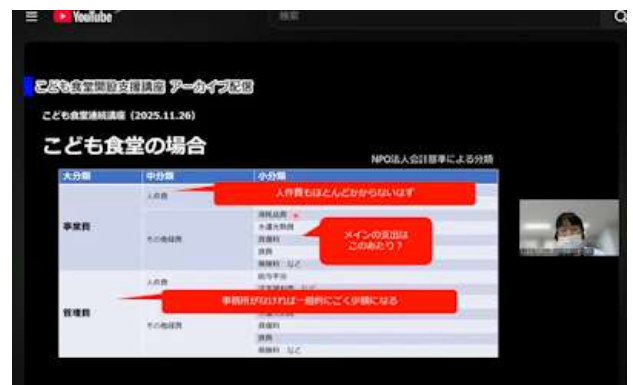 YouTube
検索
こども食堂開設支援講座 アーカイブ配信
こども食堂連続講座（2025.11.26）
こども食堂の場合
NPO法人会計基準による分類
大分類 中分類 小分類
人件費
人件費もほとんどかからないはず
事業費
その他経費
消耗品費
水道光熱費
賃借料
旅費
保険料 など
メインの支出は
このあたり？
人件費
給与手当
管理費
事務所がなければ一般的にごく少額になる
その他経費
賃借料
旅費
保険料 など